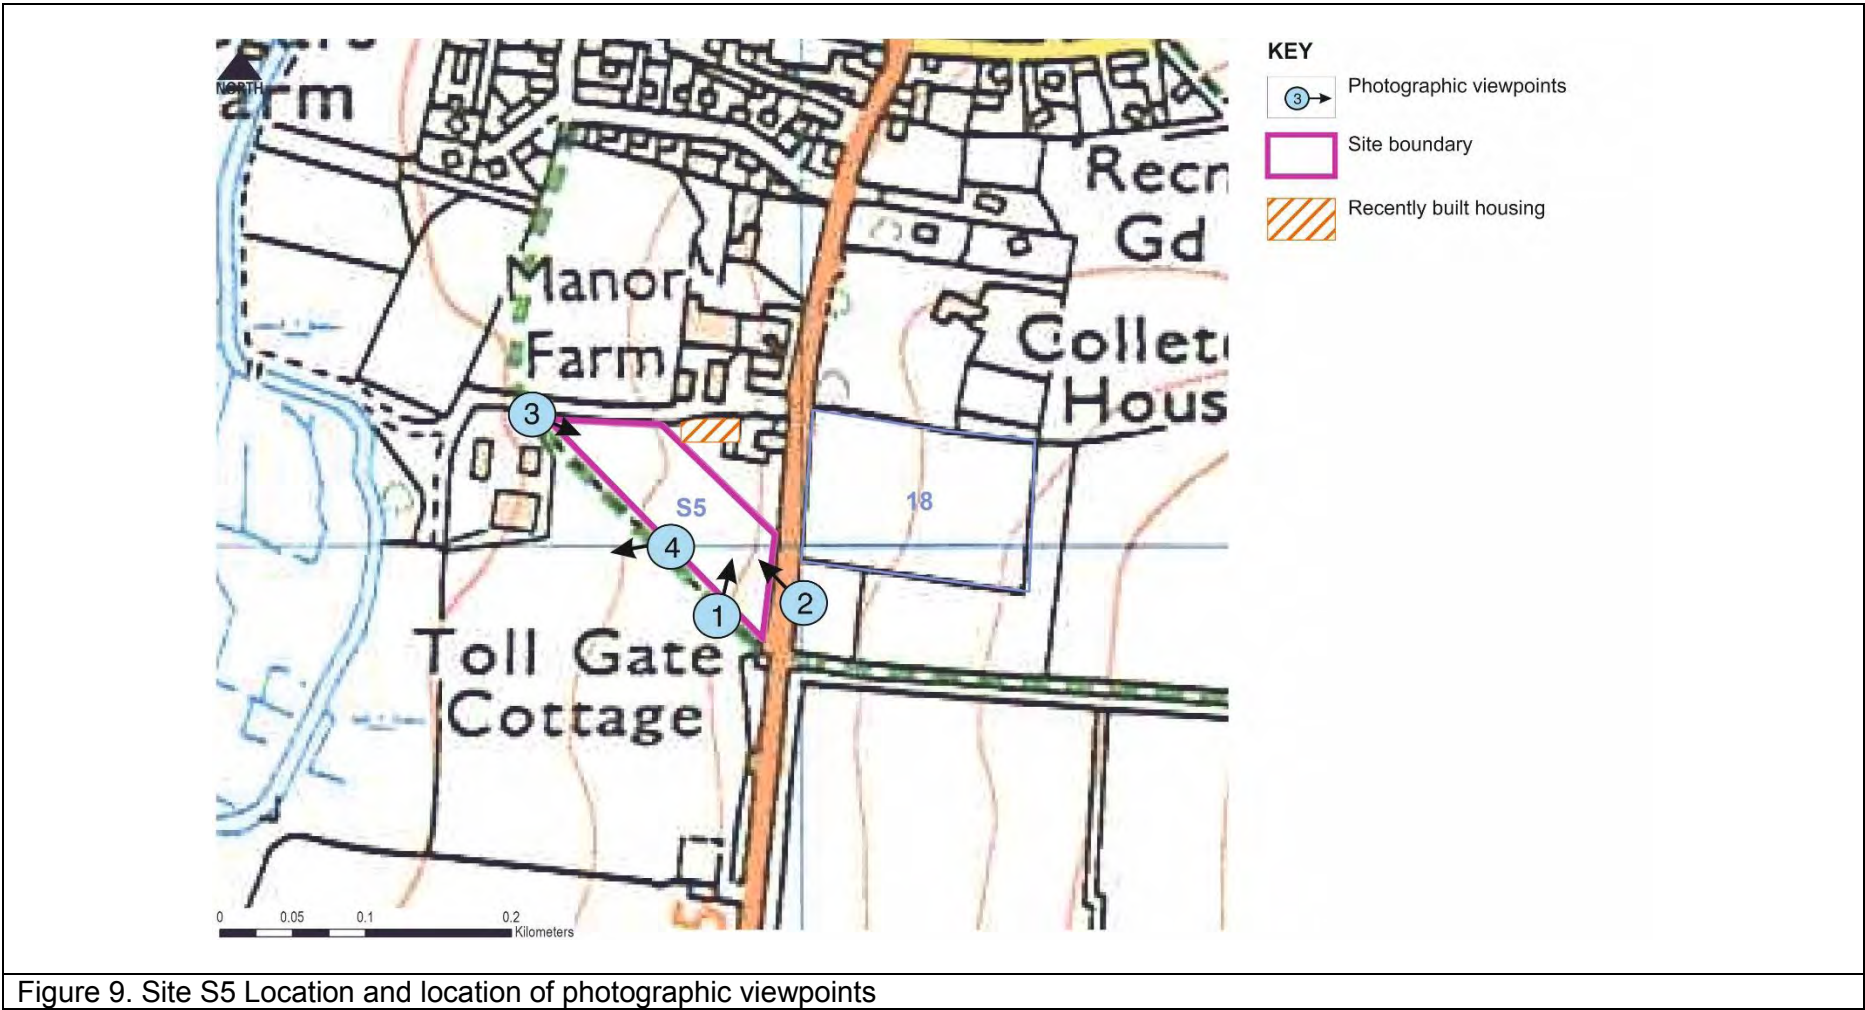 NORTH
arm
KEY
3
Photographic viewpoints
Site boundary
Recently built housing
Recr
Gd
Manor
Farm
Collet
Hous
3
S5
18
4
1
2
Toll Gate
Cottage
0 0.05 0.1 0.2
Kilometers
Figure 9. Site S5 Location and location of photographic viewpoints